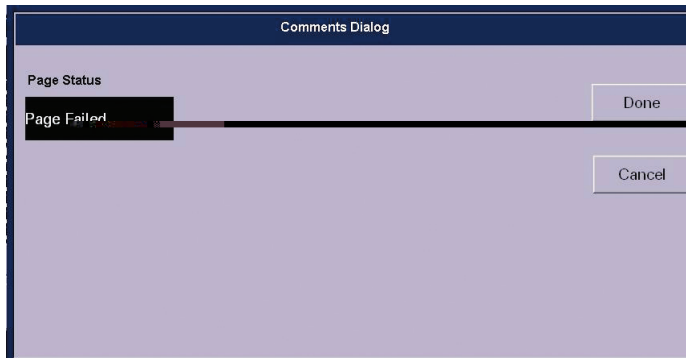 Comments Dialog
Page Status
Page Failed
Done
Cancel